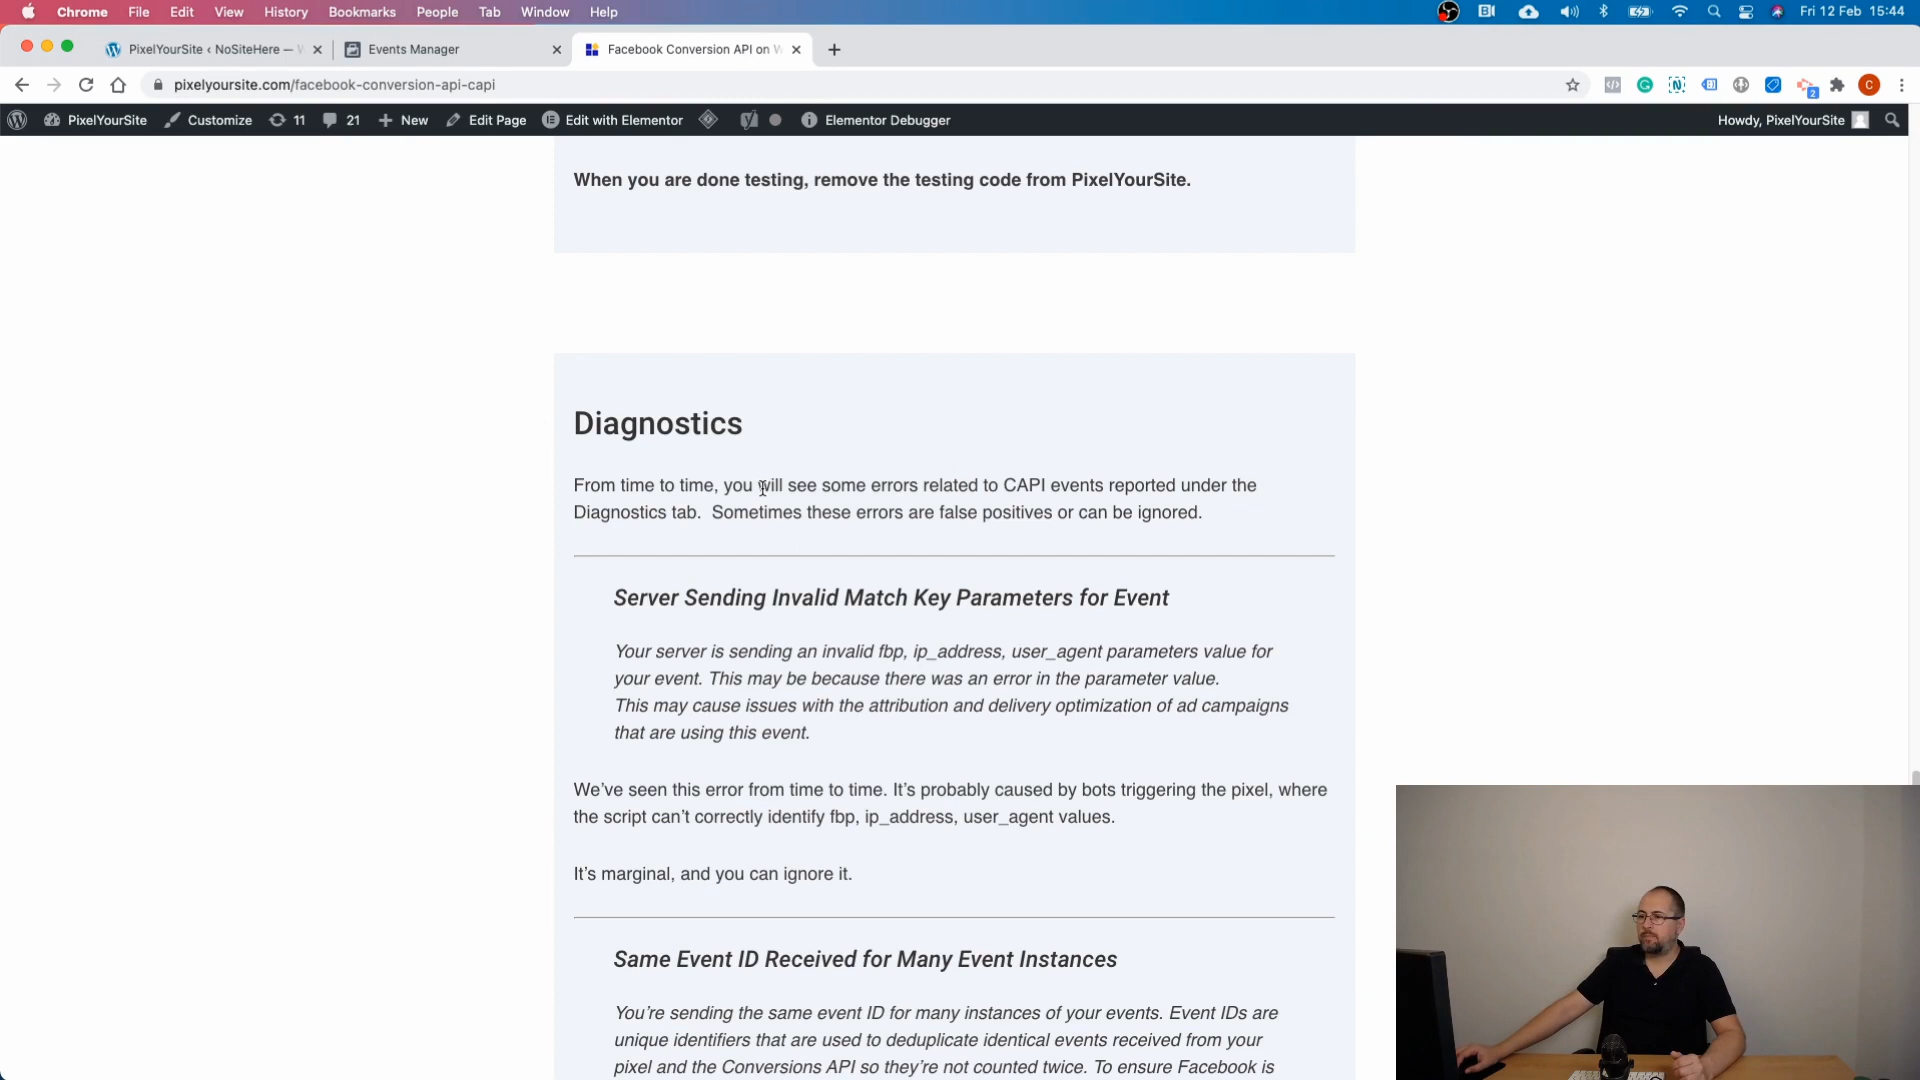 Chrome File Edit View History Bookmarks People Tab Window Help
Fri 12 Feb 15:44
PixelYourSite ‹ NoSiteHere —
Events Manager
Facebook Conversion API on
pixelyoursite.com/facebook-conversion-api-capi
2
PixelYourSite Customize 11 21 New Edit Page Edit with Elementor Elementor Debugger Howdy, PixelYourSite
When you are done testing, remove the testing code from PixelYourSite.
Diagnostics
From time to time, you will see some errors related to CAPI events reported under the
Diagnostics tab. Sometimes these errors are false positives or can be ignored.
Server Sending Invalid Match Key Parameters for Event
Your server is sending an invalid fbp, ip_address, user_agent parameters value for
your event. This may be because there was an error in the parameter value.
This may cause issues with the attribution and delivery optimization of ad campaigns
that are using this event.
We've seen this error from time to time. It's probably caused by bots triggering the pixel, where
the script can't correctly identify fbp, ip_address, user_agent values.
It's marginal, and you can ignore it.
Same Event ID Received for Many Event Instances
You're sending the same event ID for many instances of your events. Event IDs are
unique identifiers that are used to deduplicate identical events received from your
pixel and the Conversions API so they're not counted twice. To ensure Facebook is